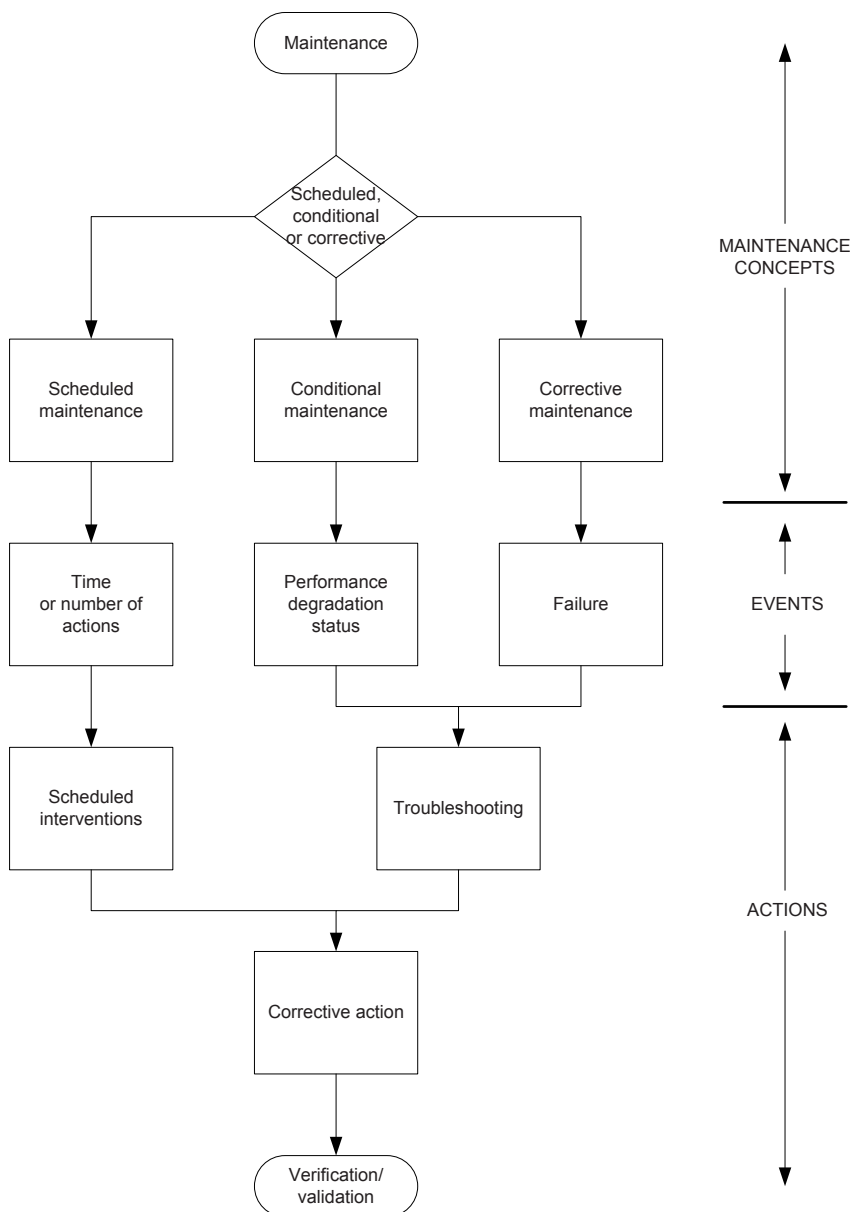 Maintenance
Scheduled,
conditional
or corrective
MAINTENANCE
CONCEPTS
Scheduled
maintenance
Conditional
maintenance
Corrective
maintenance
Time
or number of
actions
Performance
degradation
status
Failure
EVENTS
Scheduled
interventions
Troubleshooting
ACTIONS
Corrective action
Verification/
validation